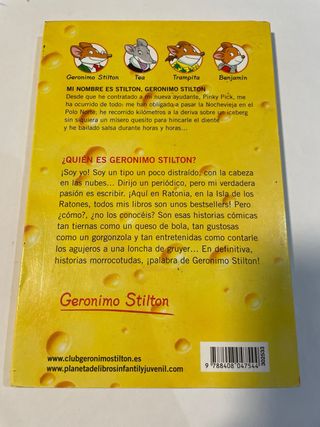 Geronimo Stilton Tea Trampita Benjamín
MI NOMBRE ES STILTON, GERONIMO STILTON
Desde que he contratado a mi nueva ayudante, Pinky Pick, me
ha ocurrido de todo: me han obligado a pasar la Nochevieja en el
Polo Norte; he recorrido kilómetros a la deriva sobre un iceberg
sin siquiera un mísero quesito para hincarle el diente
y he bailado salsa durante horas y horas...
¿QUIÉN ES GERONIMO STILTON?
¡Soy yo! Soy un tipo un poco distraído, con la cabeza
en las nubes... Dirijo un periódico, pero mi verdadera
pasión es escribir. ¡Aquí en Ratonia, en la Isla de los
Ratones, todos mis libros son unos bestsellers! Pero
¿cómo?, ¿no los conocéis? Son esas historias cómicas
tan tiernas como un queso de bola, tan gustosas
como un gorgonzola y tan entretenidas como contarle
los agujeros a una loncha de gruyer... En definitiva,
historias morrocotudas, ¡palabra de Geronimo Stilton!
Geronimo Stilton
www.clubgeronimostilton.es
www.planetadelibrosinfantilyjuvenil.com
9 788408 047544
302533